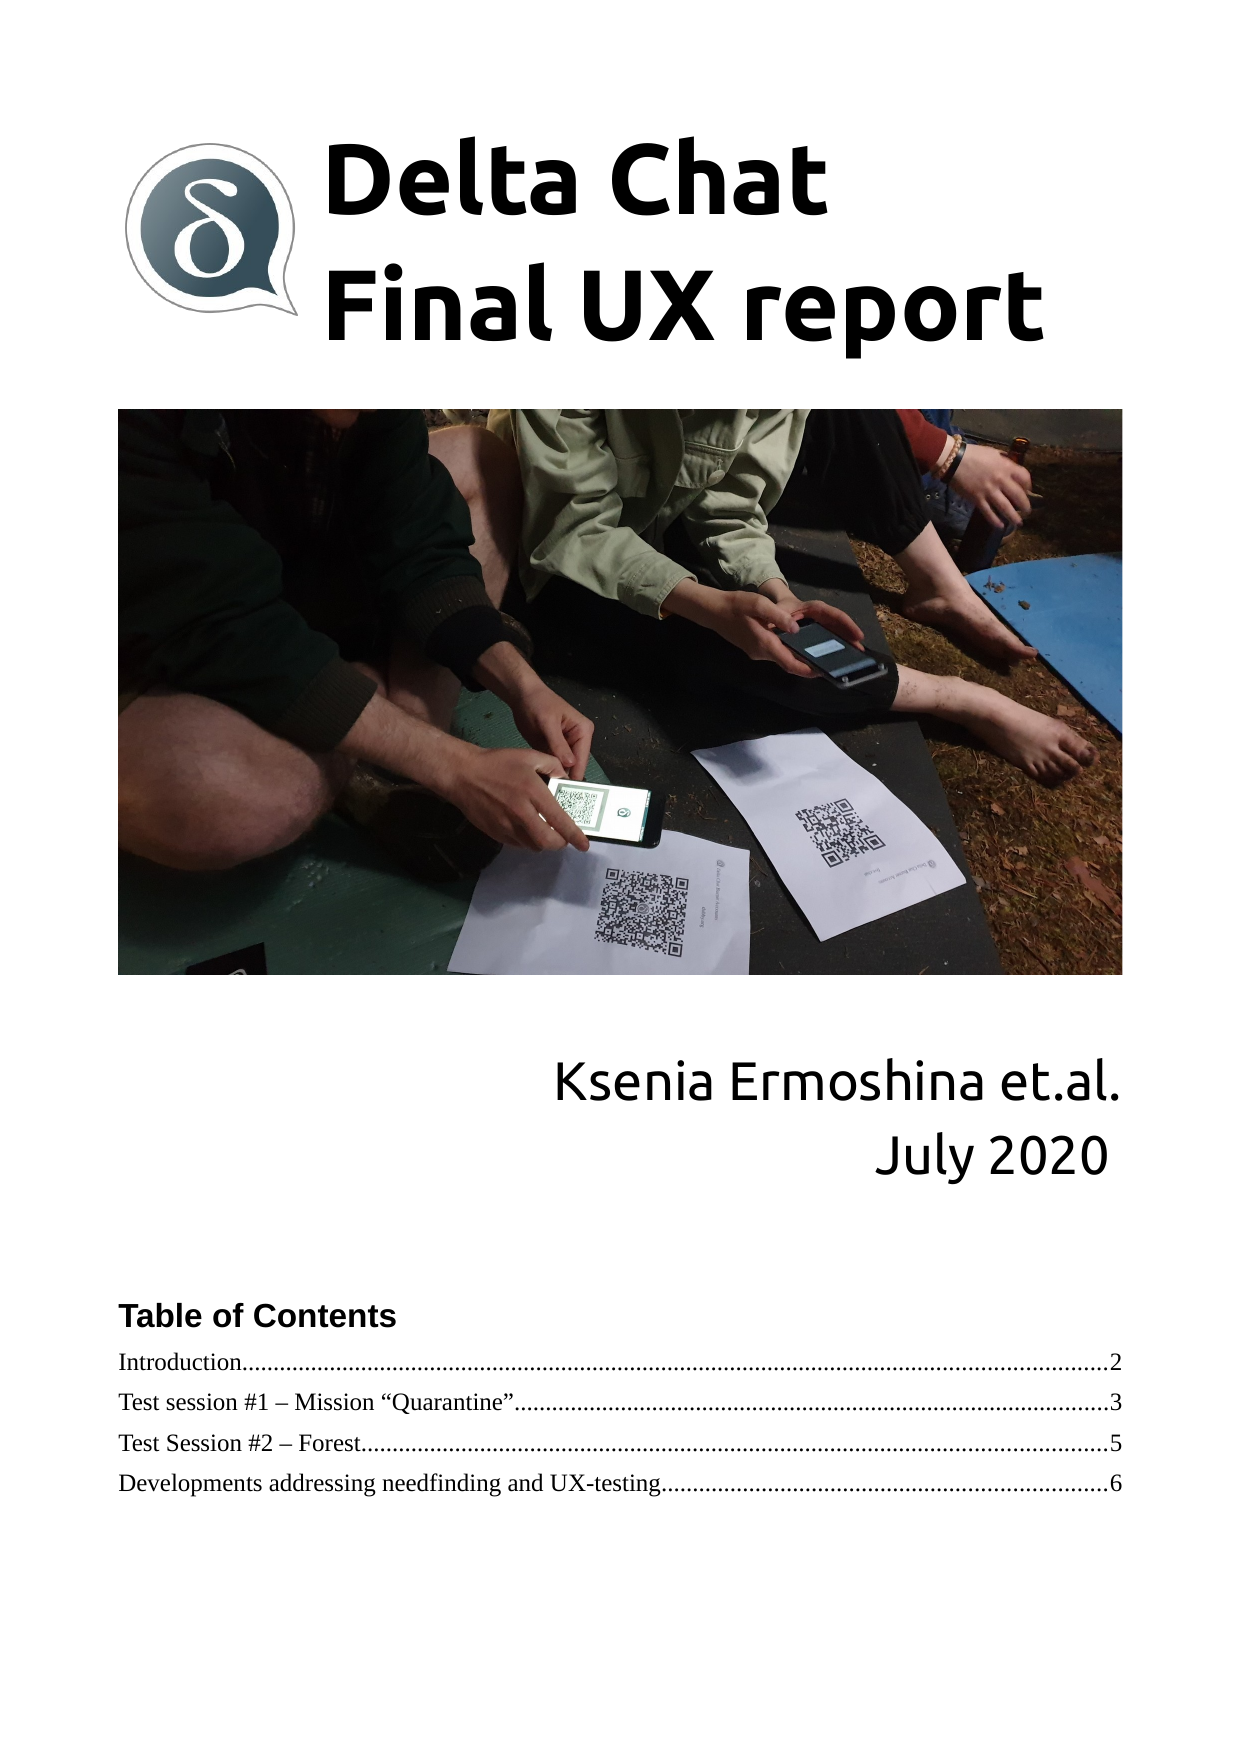 δ
Delta Chat
Final UX report
Ksenia Ermoshina et.al.
July 2020
Table of Contents
Introduction....................................................................................................2
Test session #1 – Mission “Quarantine”....................................................................................................3
Test Session #2 – Forest....................................................................................................5
Developments addressing needfinding and UX-testing....................................................................................................6